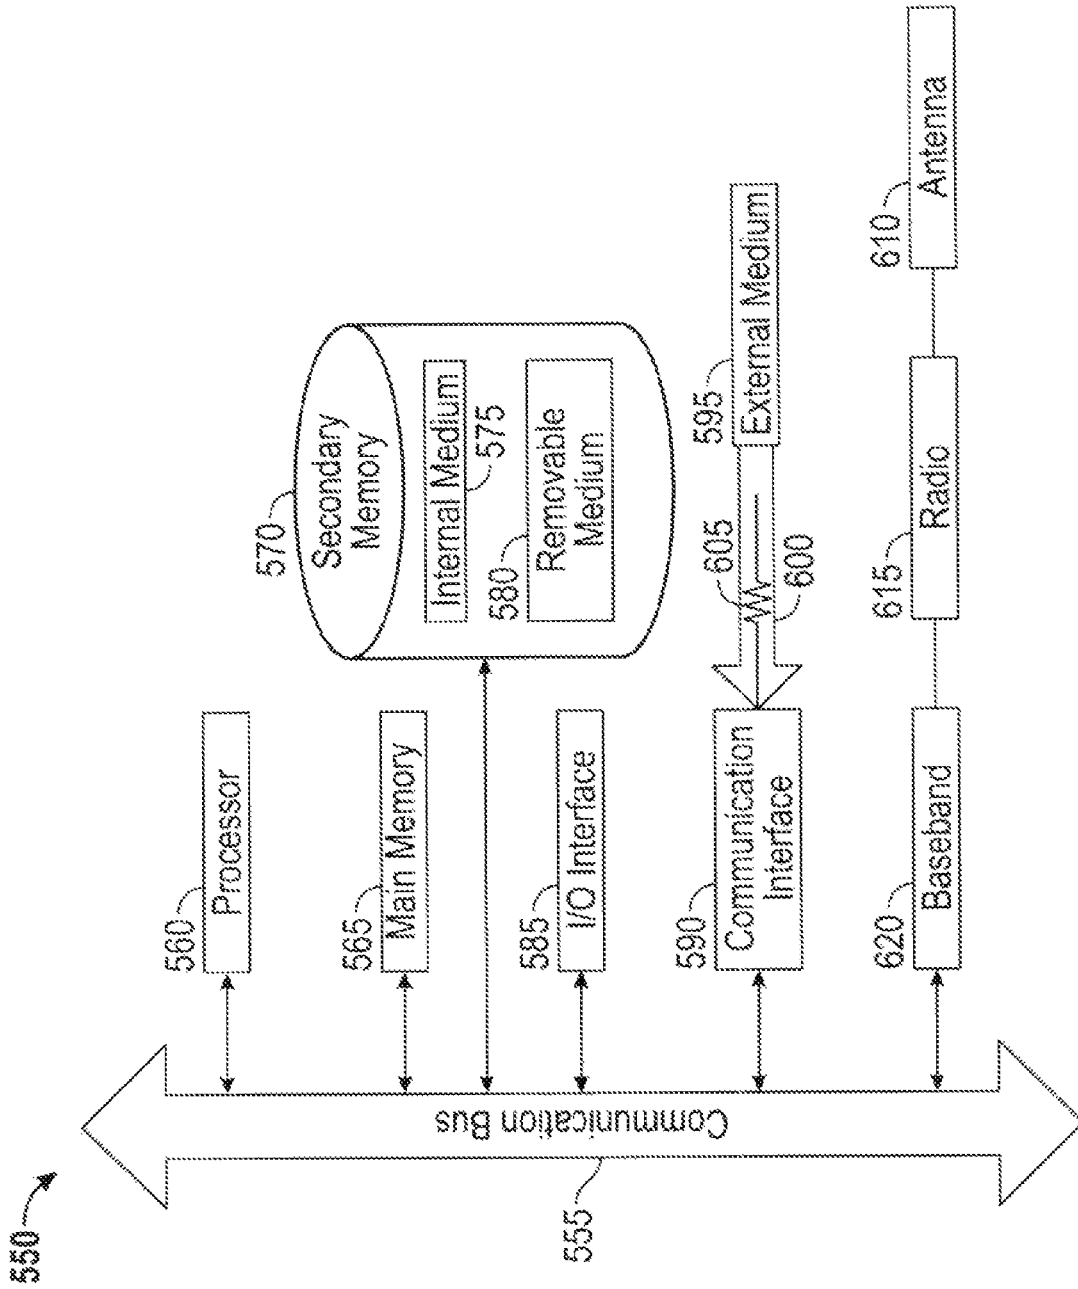 550
555
Communication Bus
560
Processor
565
Main Memory
570
Secondary
Memory
Internal Medium
575
580
Removable
Medium
585
I/O Interface
590
Communication
Interface
595
External Medium
605
600
620
Baseband
615
Radio
610
Antenna